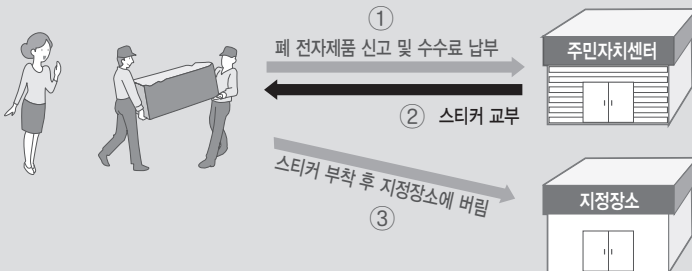 ①
폐 전자제품 신고 및 수수료 납부
주민자치센터
② 스티커 교부
스티커 부착 후 지정장소에 버림
③
지정장소